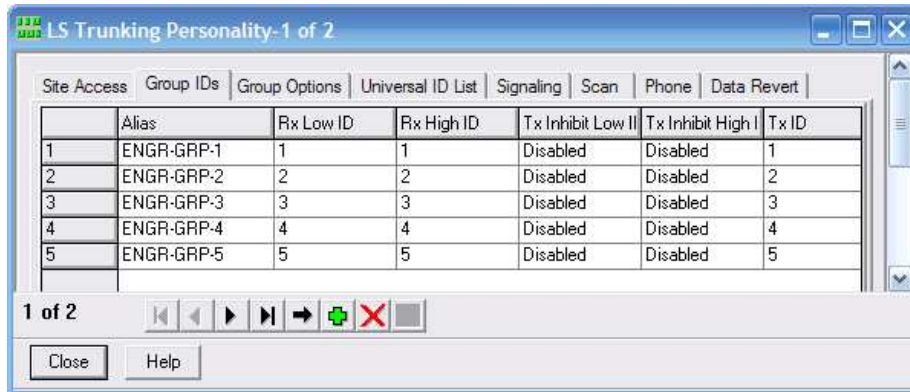 LS Trunking Personality-1 of 2
Site Access Group IDs Group Options Universal ID List Signaling Scan Phone Data Revert
Alias Rx Low ID Rx High ID Tx Inhibit Low II Tx Inhibit High I Tx ID
1 ENGR-GRP-1 1 1 Disabled Disabled 1
2 ENGR-GRP-2 2 2 Disabled Disabled 2
3 ENGR-GRP-3 3 3 Disabled Disabled 3
4 ENGR-GRP-4 4 4 Disabled Disabled 4
5 ENGR-GRP-5 5 5 Disabled Disabled 5
1 of 2
Close Help